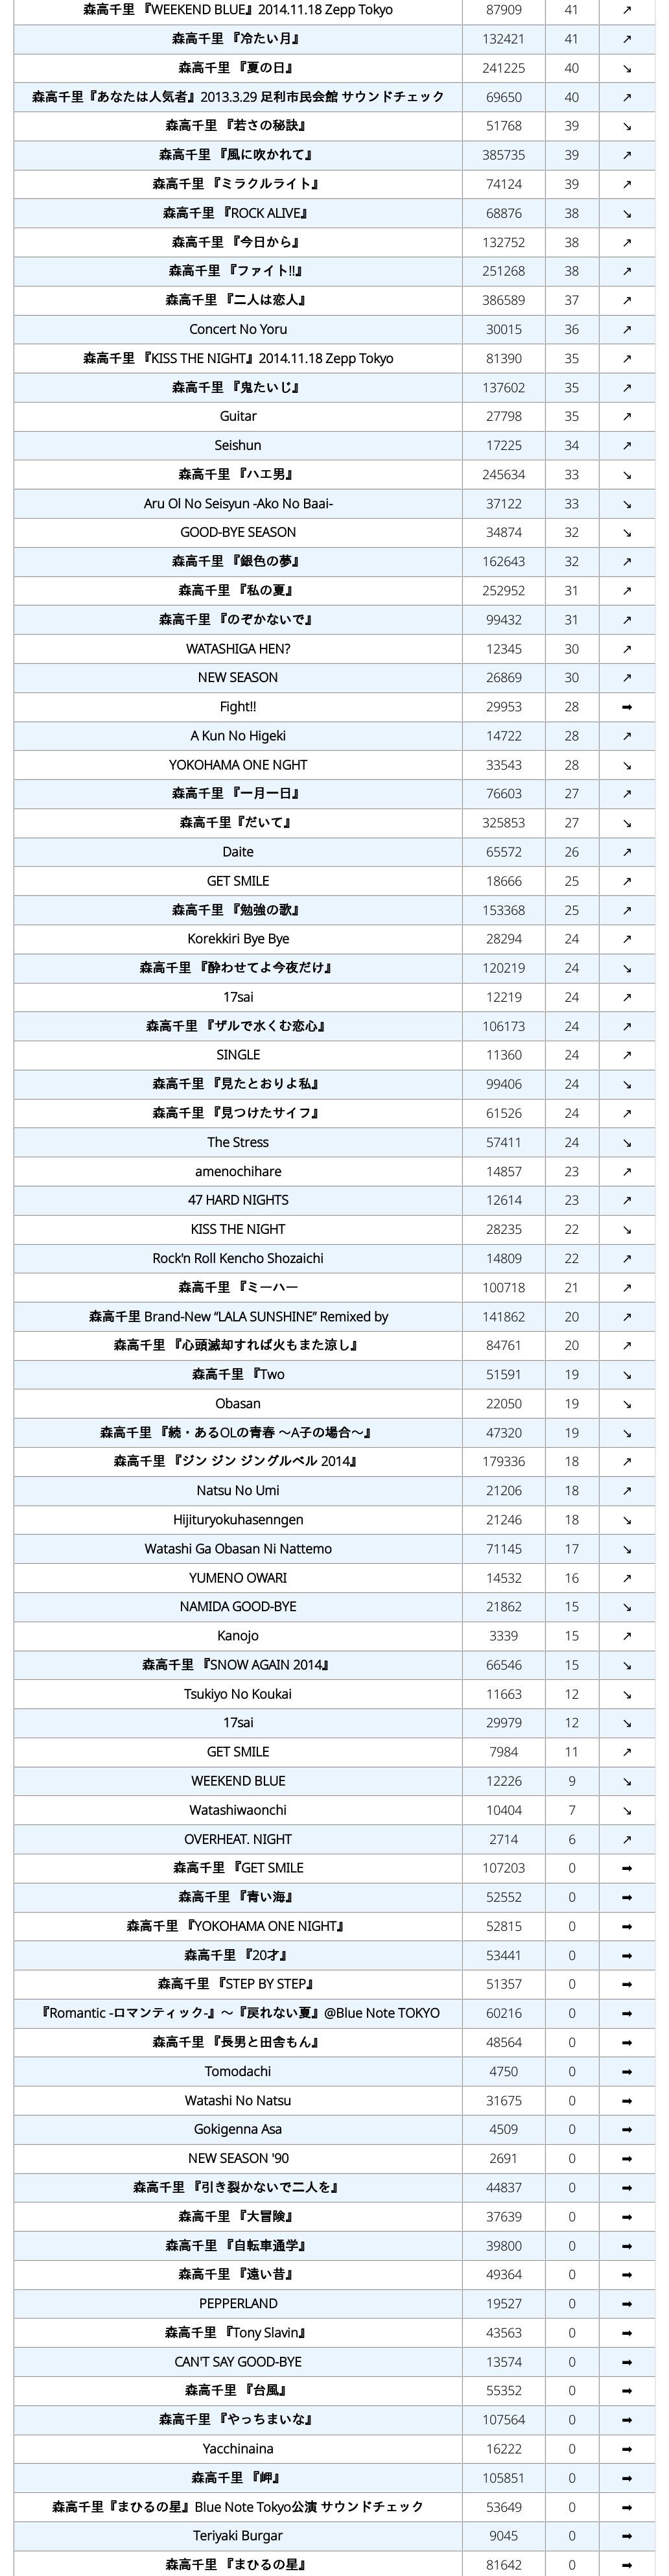 森高千里 『WEEKEND BLUE』2014.11.18 Zepp Tokyo 87909 41 ↗
森高千里 『冷たい月』 132421 41 ↗
森高千里 『夏の日』 241225 40 ↘
森高千里『あなたは人気者』2013.3.29 足利市民会館 サウンドチェック 69650 40 ↗
森高千里 『若さの秘訣』 51768 39 ↘
森高千里 『風に吹かれて』 385735 39 ↗
森高千里 『ミラクルライト』 74124 39 ↗
森高千里 『ROCK ALIVE』 68876 38 ↘
森高千里 『今日から』 132752 38 ↗
森高千里 『ファイト!!』 251268 38 ↗
森高千里 『二人は恋人』 386589 37 ↗
Concert No Yoru 30015 36 ↗
森高千里 『KISS THE NIGHT』2014.11.18 Zepp Tokyo 81390 35 ↗
森高千里 『鬼たいじ』 137602 35 ↗
Guitar 27798 35 ↗
Seishun 17225 34 ↗
森高千里 『ハエ男』 245634 33 ↘
Aru Ol No Seisyun -Ako No Baai- 37122 33 ↘
GOOD-BYE SEASON 34874 32 ↘
森高千里 『銀色の夢』 162643 32 ↗
森高千里 『私の夏』 252952 31 ↗
森高千里 『のぞかないで』 99432 31 ↗
WATASHIGA HEN? 12345 30 ↗
NEW SEASON 26869 30 ↗
Fight!! 29953 28 ➡
A Kun No Higeki 14722 28 ↗
YOKOHAMA ONE NGHT 33543 28 ↘
森高千里 『一月一日』 76603 27 ↗
森高千里『だいて』 325853 27 ↘
Daite 65572 26 ↗
GET SMILE 18666 25 ↗
森高千里 『勉強の歌』 153368 25 ↗
Korekkiri Bye Bye 28294 24 ↗
森高千里 『酔わせてよ今夜だけ』 120219 24 ↘
17sai 12219 24 ↗
森高千里 『ザルで水くむ恋心』 106173 24 ↗
SINGLE 11360 24 ↗
森高千里 『見たとおりよ私』 99406 24 ↘
森高千里 『見つけたサイフ』 61526 24 ↗
The Stress 57411 24 ↘
amenochihare 14857 23 ↗
47 HARD NIGHTS 12614 23 ↗
KISS THE NIGHT 28235 22 ↘
Rock'n Roll Kencho Shozaichi 14809 22 ↗
森高千里 『ミーハー 100718 21 ↗
森高千里 Brand-New “LALA SUNSHINE” Remixed by 141862 20 ↗
森高千里 『心頭滅却すれば火もまた涼し』 84761 20 ↗
森高千里 『Two 51591 19 ↘
Obasan 22050 19 ↘
森高千里 『続・あるOLの青春 ～A子の場合～』 47320 19 ↘
森高千里 『ジン ジン ジングルベル 2014』 179336 18 ↗
Natsu No Umi 21206 18 ↗
Hijituryokuhasenngen 21246 18 ↘
Watashi Ga Obasan Ni Nattemo 71145 17 ↘
YUMENO OWARI 14532 16 ↗
NAMIDA GOOD-BYE 21862 15 ↘
Kanojo 3339 15 ↗
森高千里 『SNOW AGAIN 2014』 66546 15 ↘
Tsukiyo No Koukai 11663 12 ↘
17sai 29979 12 ↘
GET SMILE 7984 11 ↗
WEEKEND BLUE 12226 9 ↘
Watashiwaonchi 10404 7 ↘
OVERHEAT. NIGHT 2714 6 ↗
森高千里 『GET SMILE 107203 0 ➡
森高千里 『青い海』 52552 0 ➡
森高千里 『YOKOHAMA ONE NIGHT』 52815 0 ➡
森高千里 『20才』 53441 0 ➡
森高千里 『STEP BY STEP』 51357 0 ➡
『Romantic -ロマンティック-』～『戻れない夏』@Blue Note TOKYO 60216 0 ➡
森高千里 『長男と田舎もん』 48564 0 ➡
Tomodachi 4750 0 ➡
Watashi No Natsu 31675 0 ➡
Gokigenna Asa 4509 0 ➡
NEW SEASON '90 2691 0 ➡
森高千里 『引き裂かないで二人を』 44837 0 ➡
森高千里 『大冒険』 37639 0 ➡
森高千里 『自転車通学』 39800 0 ➡
森高千里 『遠い昔』 49364 0 ➡
PEPPERLAND 19527 0 ➡
森高千里 『Tony Slavin』 43563 0 ➡
CAN'T SAY GOOD-BYE 13574 0 ➡
森高千里 『台風』 55352 0 ➡
森高千里 『やっちまいな』 107564 0 ➡
Yacchinaina 16222 0 ➡
森高千里 『岬』 105851 0 ➡
森高千里『まひるの星』Blue Note Tokyo公演 サウンドチェック 53649 0 ➡
Teriyaki Burgar 9045 0 ➡
森高千里 『まひるの星』 81642 0 ➡